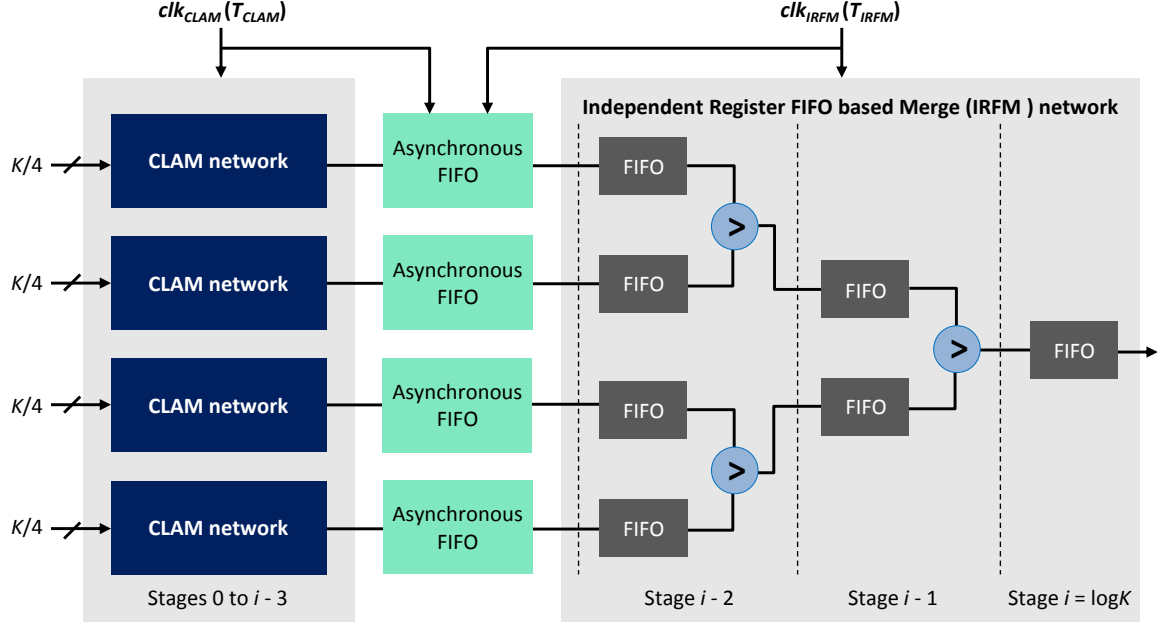 clkCLAM(TCLAM)
clkIRFM(TIRFM)
Independent Register FIFO based Merge (IRFM ) network
K/4
CLAM network
Asynchronous
FIFO
FIFO
>
K/4
CLAM network
Asynchronous
FIFO
FIFO
FIFO
>
FIFO
K/4
CLAM network
Asynchronous
FIFO
FIFO
FIFO
>
K/4
CLAM network
Asynchronous
FIFO
FIFO
Stages 0 to i - 3
Stage i - 2
Stage i - 1
Stage i = logK